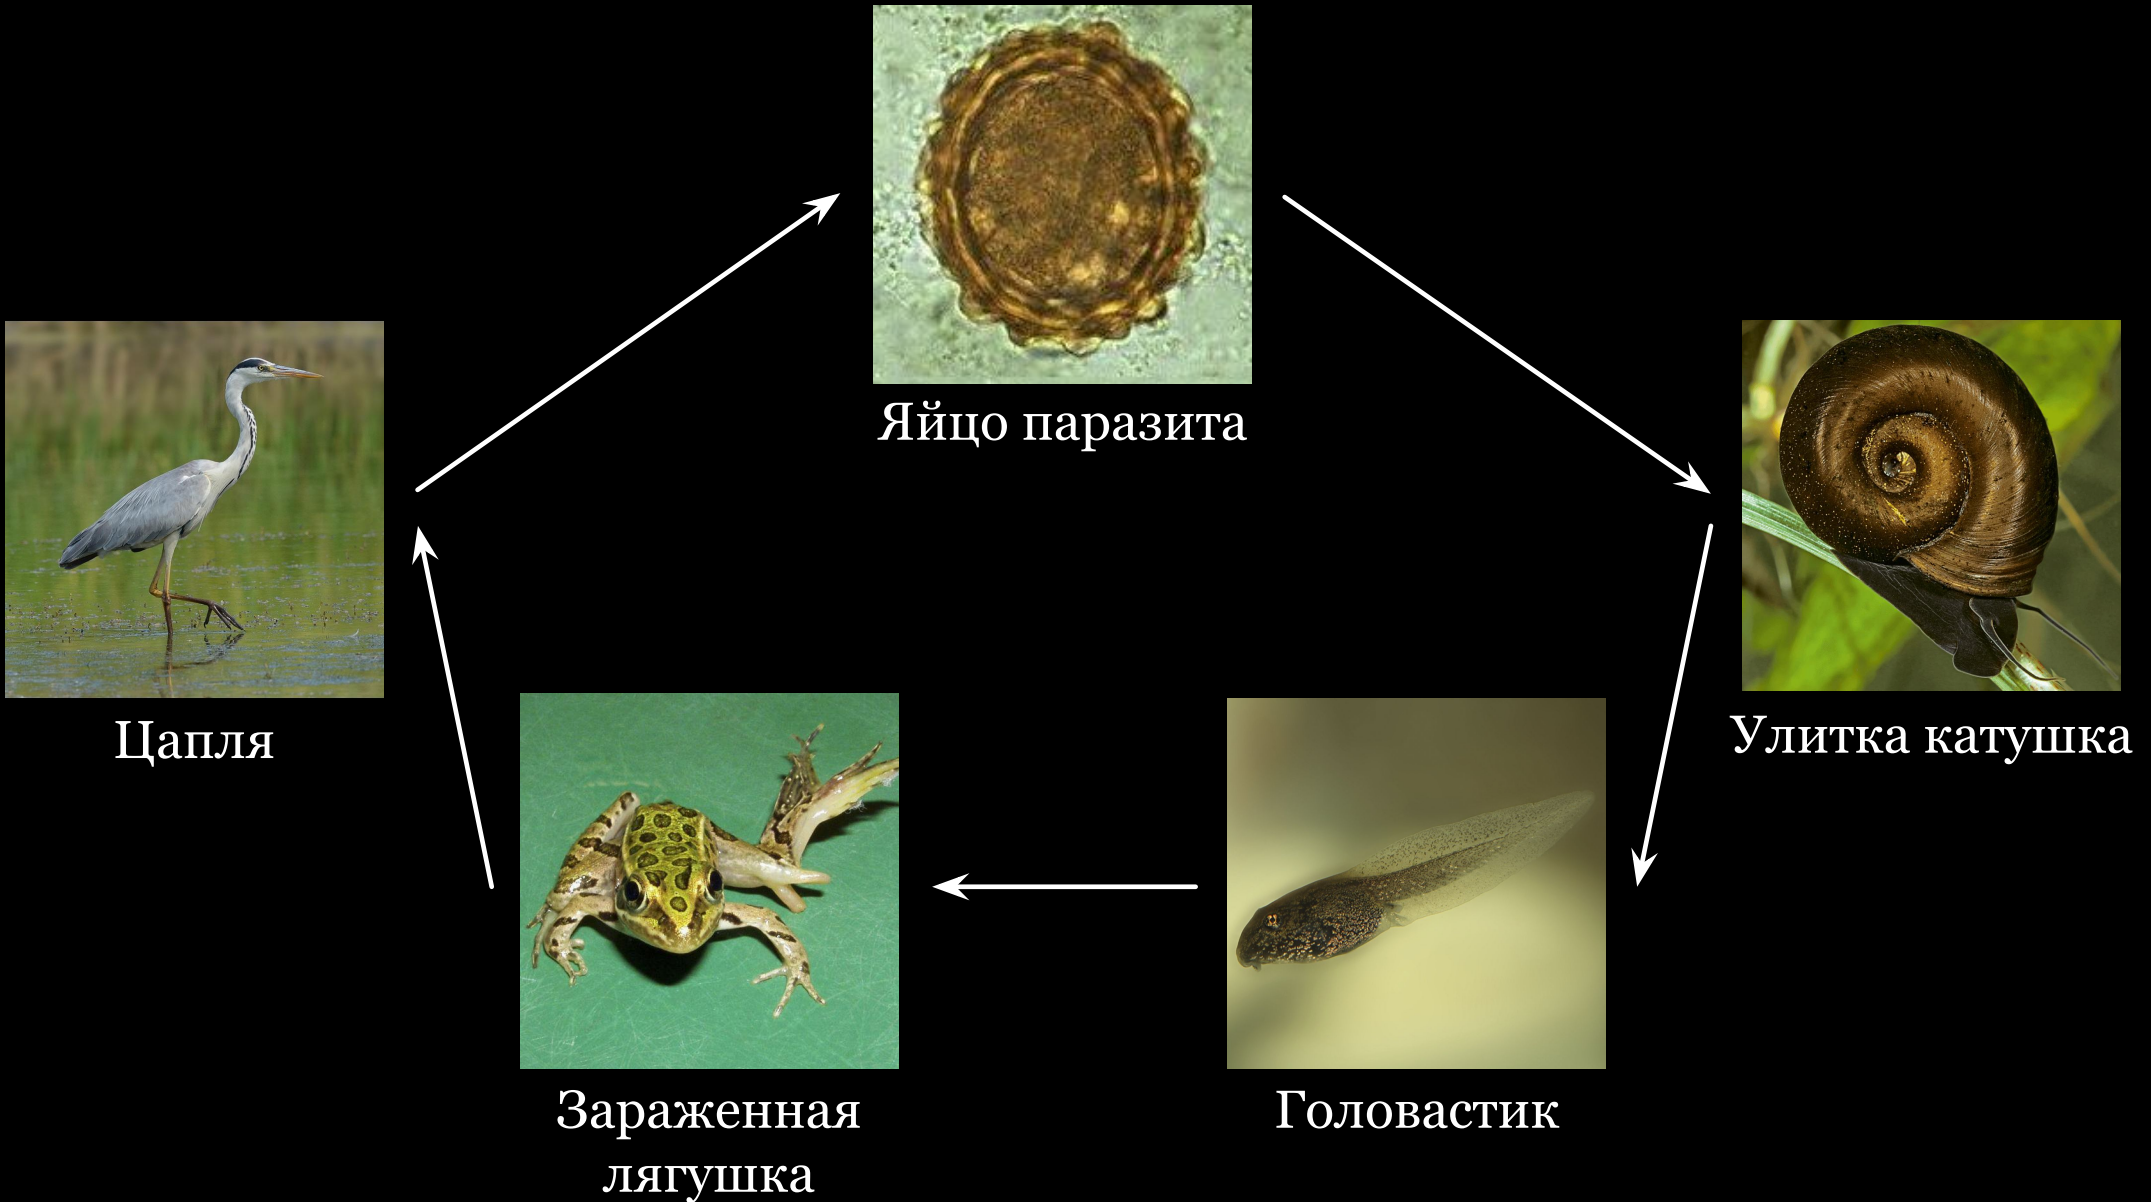 Яйцо паразита
Улитка катушка
Цапля
Зараженная
лягушка
Головастик